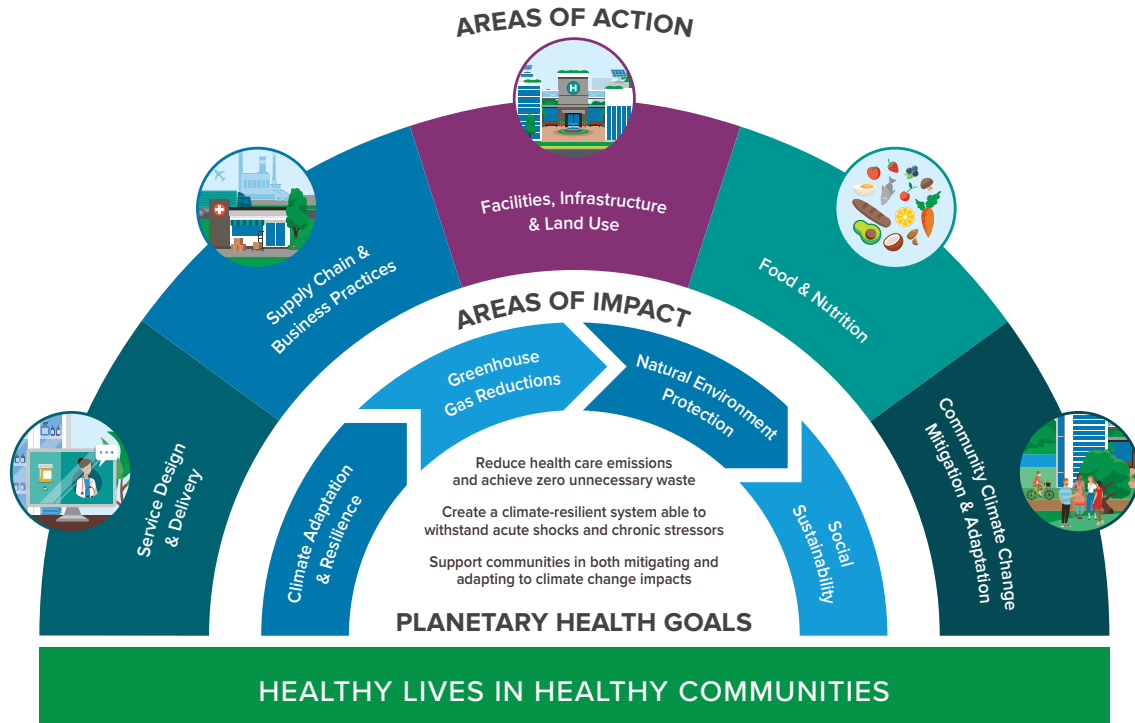 AREAS OF ACTION
H
Service Design
& Delivery
Supply Chain &
Business Practices
Facilities, Infrastructure
& Land Use
Food & Nutrition
Community Climate Change
Mitigation & Adaptation
AREAS OF IMPACT
Climate Adaptation
& Resilience
Greenhouse
Gas Reductions
Natural Environment
Protection
Social
Sustainability
Reduce health care emissions
and achieve zero unnecessary waste
Create a climate-resilient system able to
withstand acute shocks and chronic stressors
Support communities in both mitigating and
adapting to climate change impacts
PLANETARY HEALTH GOALS
HEALTHY LIVES IN HEALTHY COMMUNITIES